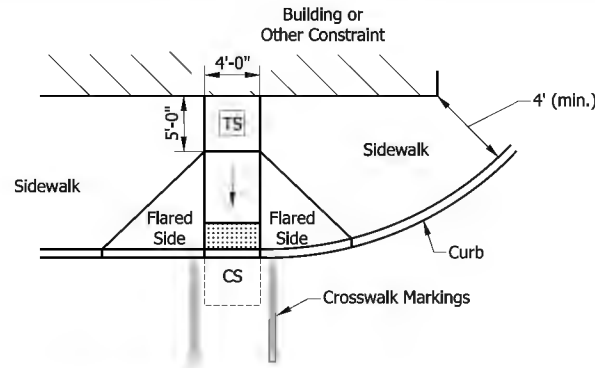 Building or
Other Constraint
4'-0"
5'-0"
TS
4' (min.)
Sidewalk
Sidewalk
Flared
Side
Flared
Side
CS
Curb
Crosswalk Markings